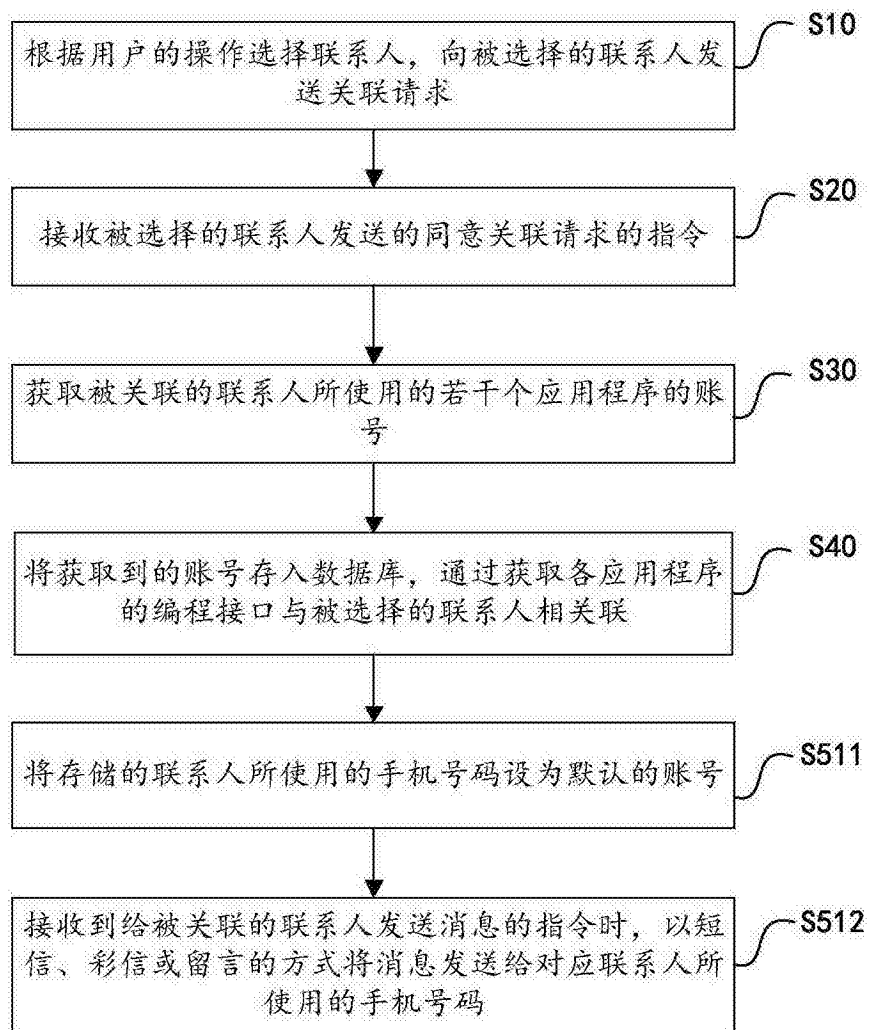 S10
根据用户的操作选择联系人，向被选择的联系人发
送关联请求
S20
接收被选择的联系人发送的同意关联请求的指令
S30
获取被关联的联系人所使用的若干个应用程序的账
号
S40
将获取到的账号存入数据库，通过获取各应用程序
的编程接口与被选择的联系人相关联
S511
将存储的联系人所使用的手机号码设为默认的账号
S512
接收到给被关联的联系人发送消息的指令时，以短
信、彩信或留言的方式将消息发送给对应联系人所
使用的手机号码